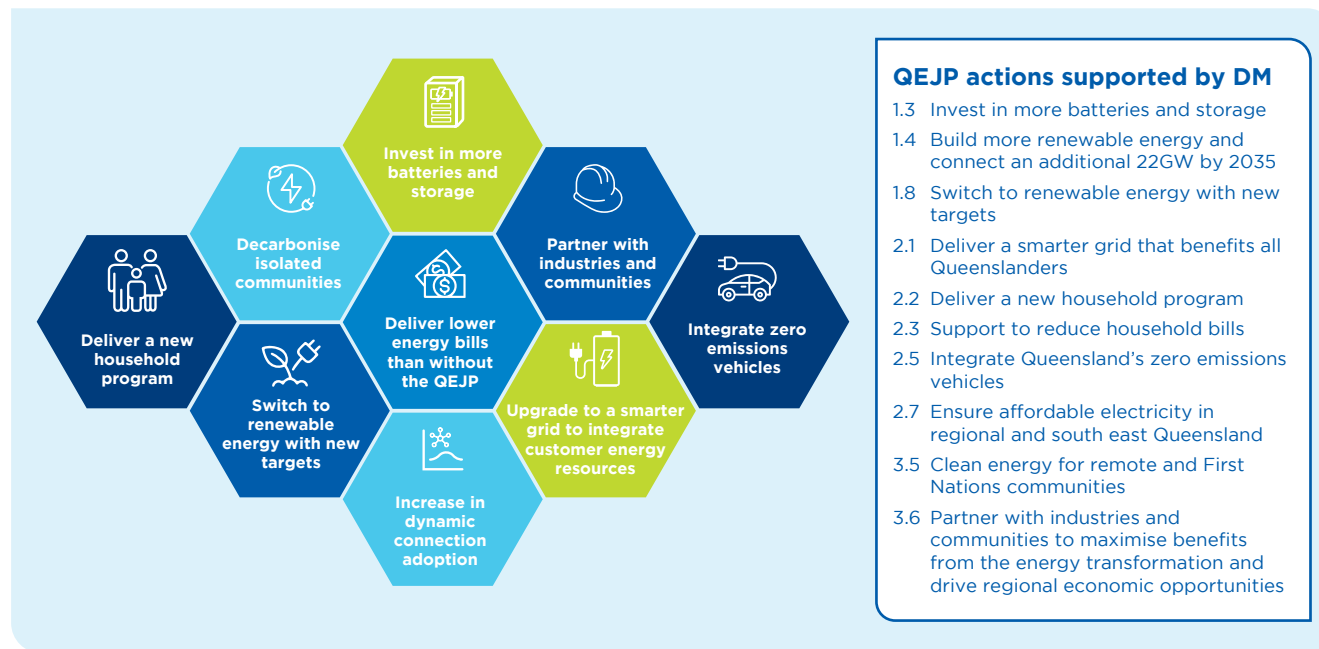 Invest in more
batteries and
storage
Decarbonise
isolated
communities
Partner with
industries and
communities
Deliver a new
household
program
Deliver lower
energy bills
than without
the QEJP
Integrate zero
emissions
vehicles
Switch to
renewable
energy with new
targets
Upgrade to a smarter
grid to integrate
customer energy
resources
Increase in
dynamic
connection
adoption
QEJP actions supported by DM
1.3 Invest in more batteries and storage
1.4 Build more renewable energy and
connect an additional 22GW by 2035
1.8 Switch to renewable energy with new
targets
2.1 Deliver a smarter grid that benefits all
Queenslanders
2.2 Deliver a new household program
2.3 Support to reduce household bills
2.5 Integrate Queensland's zero emissions
vehicles
2.7 Ensure affordable electricity in
regional and south east Queensland
3.5 Clean energy for remote and First
Nations communities
3.6 Partner with industries and
communities to maximise benefits
from the energy transformation and
drive regional economic opportunities